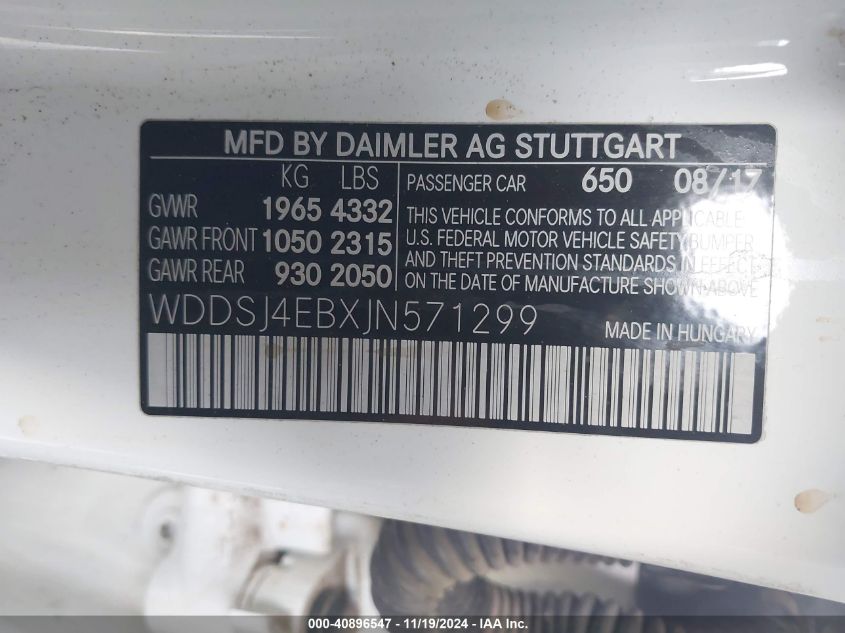 MFD BY DAIMLER AG STUTTGART
KG LBS
GVWR 1965 4332
GAWR FRONT 1050 2315
GAWR REAR 930 2050
PASSENGER CAR 650 08/17
THIS VEHICLE CONFORMS TO ALL APPLICABLE
U.S. FEDERAL MOTOR VEHICLE SAFETY BUMPER
AND THEFT PREVENTION STANDARDS IN EFFECT
ON THE DATE OF MANUFACTURE SHOWN ABOVE
WDDSJ4EBXJN571299
MADE IN HUNGARY
000-40896547 - 11/19/2024 - IAA Inc.